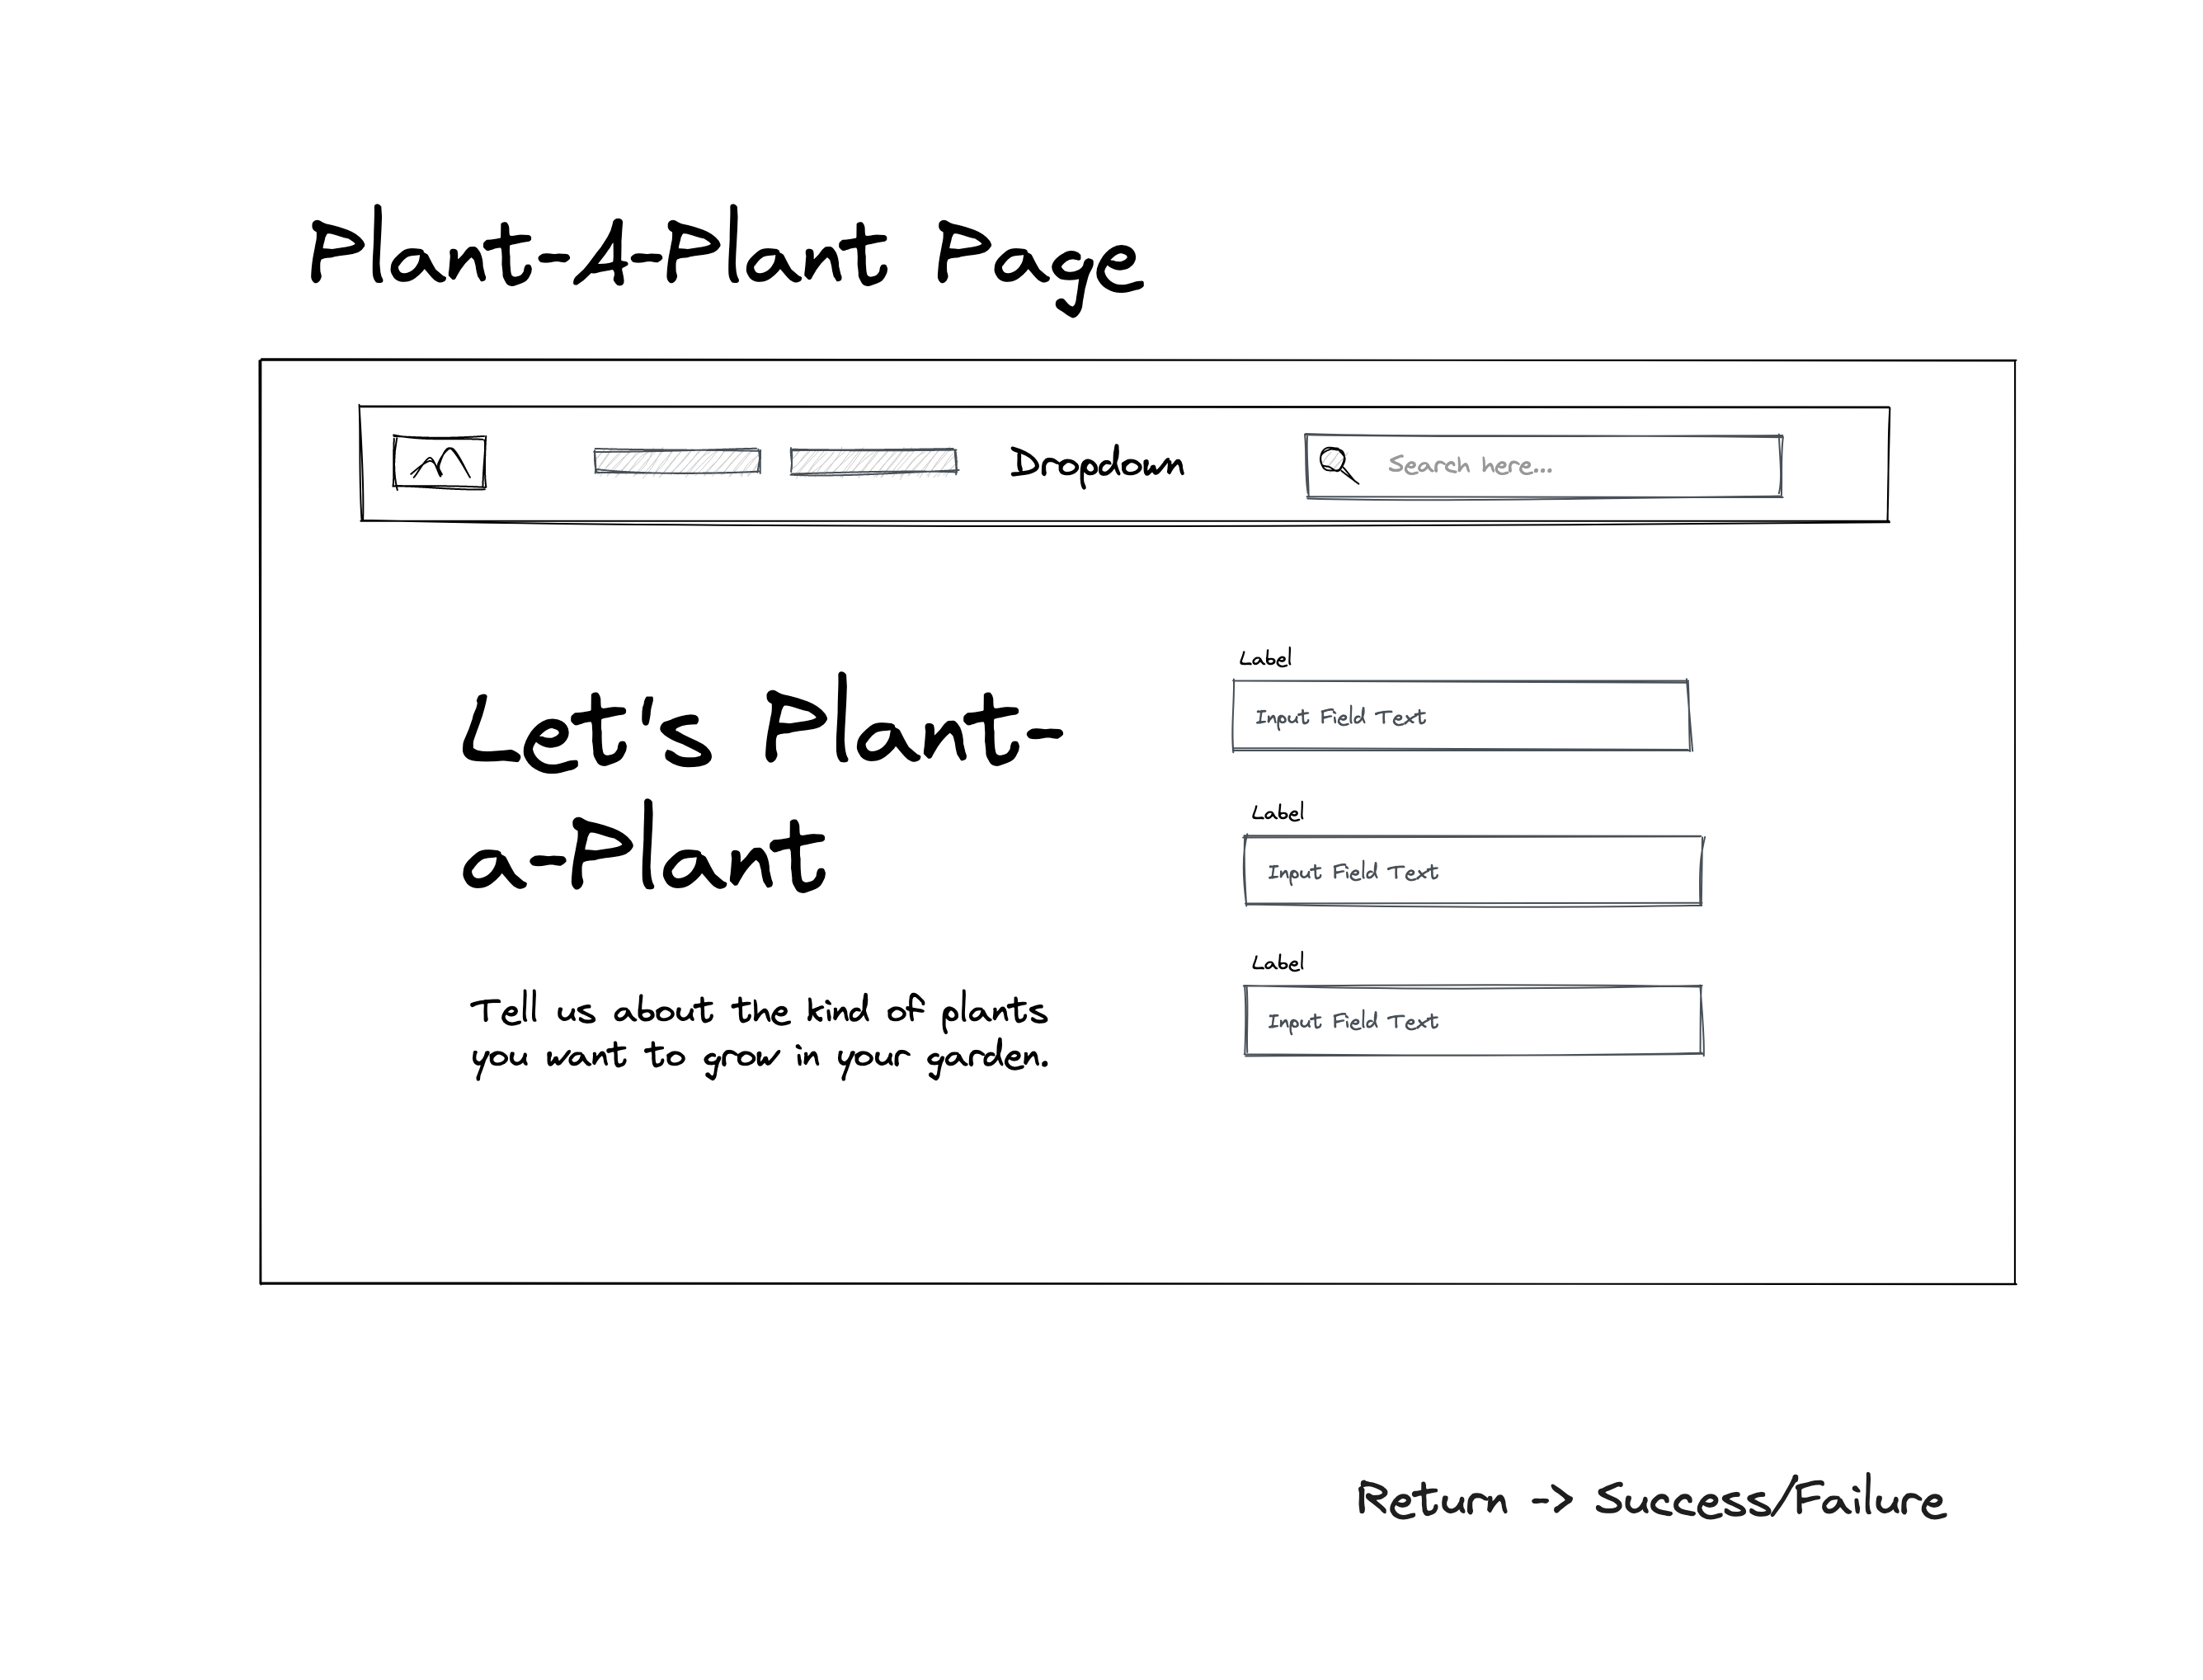 Plant-A-Plant Page
Dropdown
Search here...
Let's Plant-
a-Plant
Tell us about the kind of plants
you want to grow in your garden.
Label
Input Field Text
Label
Input Field Text
Label
Input Field Text
Return -> Success/Failure